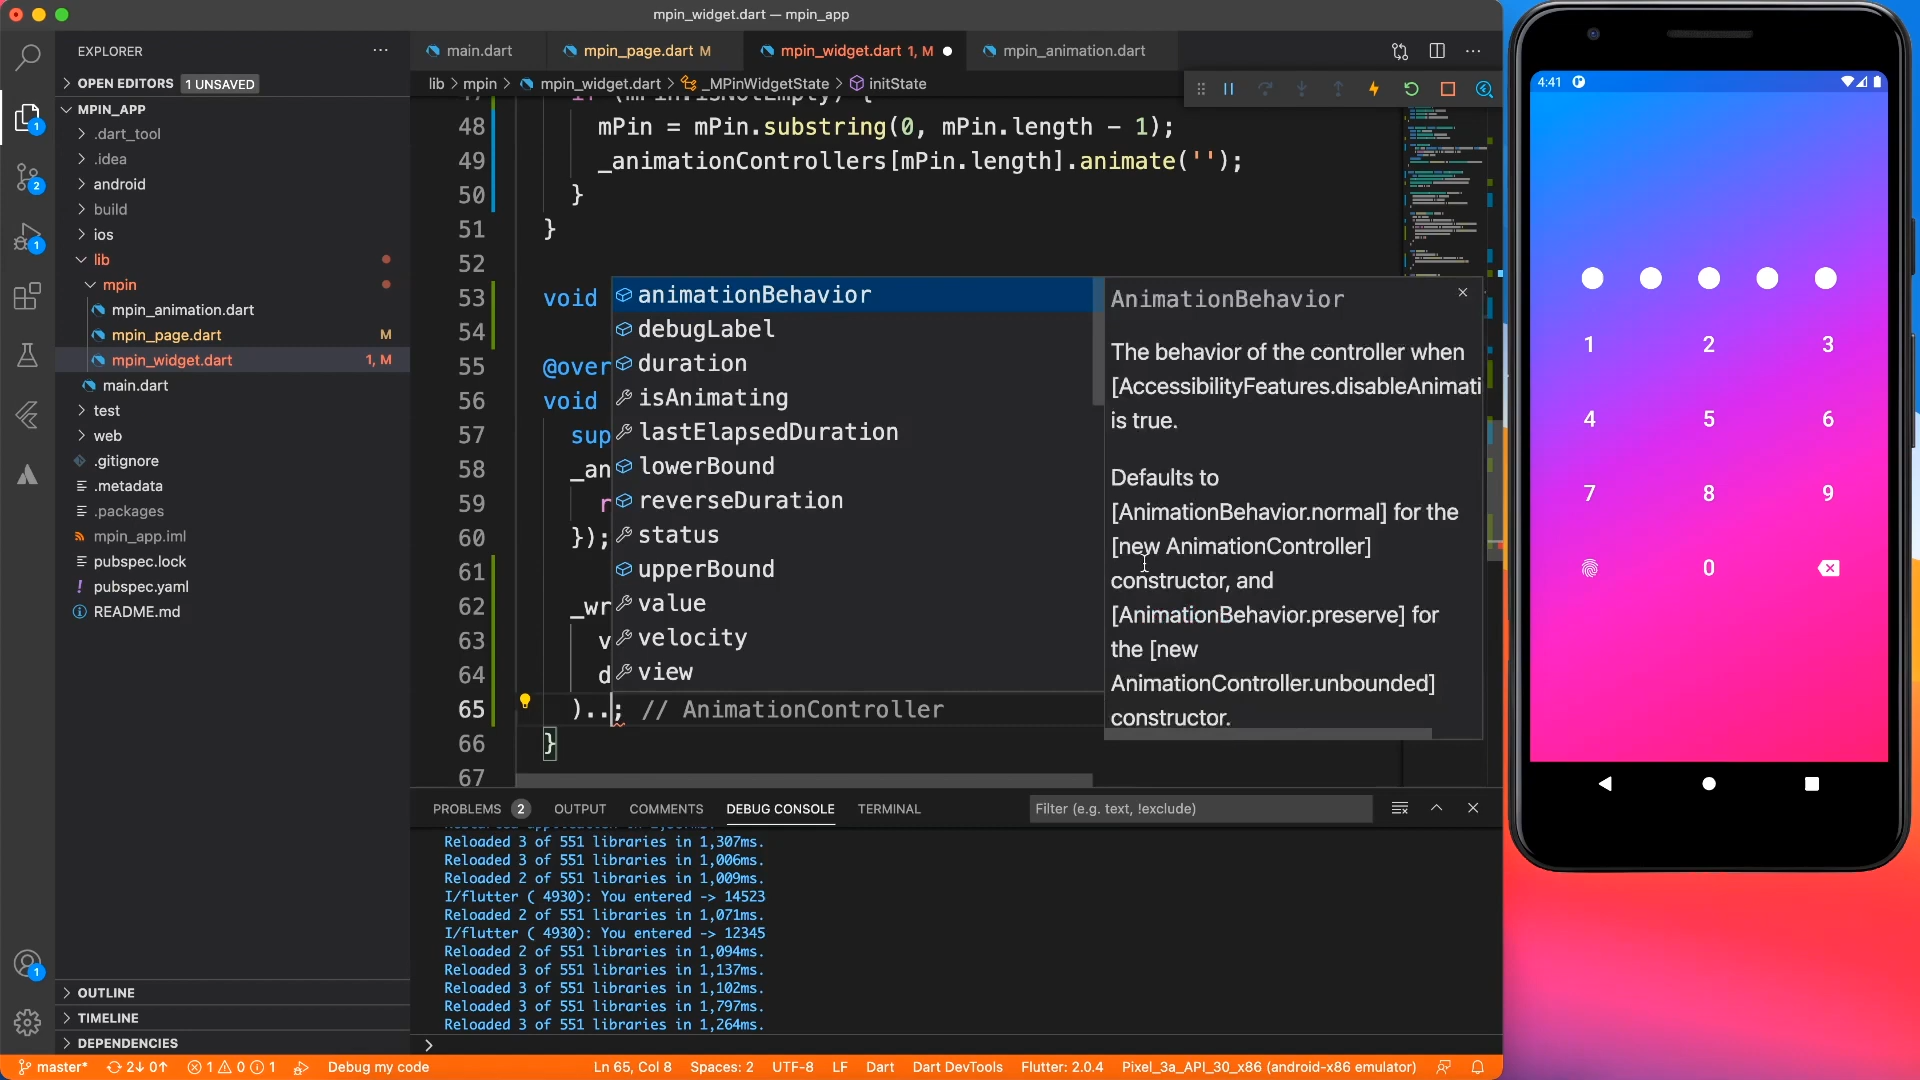 mpin_widget.dart — mpin_app
EXPLORER
OPEN EDITORS 1 UNSAVED
MPIN_APP
.dart_tool
.idea
android
build
ios
lib
mpin
mpin_animation.dart
mpin_page.dart M
mpin_widget.dart 1, M
main.dart
test
web
.gitignore
.metadata
.packages
mpin_app.iml
pubspec.lock
pubspec.yaml
README.md
OUTLINE
TIMELINE
DEPENDENCIES
1
2
1
1
main.dart
mpin_page.dart M
mpin_widget.dart 1, M
mpin_animation.dart
lib > mpin > mpin_widget.dart > _MPinWidgetState > initState
48 mPin = mPin.substring(0, mPin.length - 1);
49 _animationControllers[mPin.length].animate('');
50 }
51 }
52
53 void
54
55 @over
56 void
57 sup
58 _an
59 r
60 });
61
62 _wr
63 v
64 d
65 )..; // AnimationController
66 }
67
animationBehavior
debugLabel
duration
isAnimating
lastElapsedDuration
lowerBound
reverseDuration
status
upperBound
value
velocity
view
AnimationBehavior
The behavior of the controller when
[AccessibilityFeatures.disableAnimati
is true.
Defaults to
[AnimationBehavior.normal] for the
[new AnimationController]
constructor, and
[AnimationBehavior.preserve] for
the [new
AnimationController.unbounded]
constructor.
PROBLEMS 2 OUTPUT COMMENTS DEBUG CONSOLE TERMINAL
Filter (e.g. text, !exclude)
Reloaded 3 of 551 libraries in 1,307ms.
Reloaded 3 of 551 libraries in 1,006ms.
Reloaded 2 of 551 libraries in 1,009ms.
I/flutter ( 4930): You entered -> 14523
Reloaded 2 of 551 libraries in 1,071ms.
I/flutter ( 4930): You entered -> 12345
Reloaded 2 of 551 libraries in 1,094ms.
Reloaded 3 of 551 libraries in 1,137ms.
Reloaded 3 of 551 libraries in 1,102ms.
Reloaded 3 of 551 libraries in 1,797ms.
Reloaded 3 of 551 libraries in 1,264ms.
master* 2↓ 0↑ 1 0 1 Debug my code Ln 65, Col 8 Spaces: 2 UTF-8 LF Dart Dart DevTools Flutter: 2.0.4 Pixel_3a_API_30_x86 (android-x86 emulator)
4:41
1 2 3
4 5 6
7 8 9
0